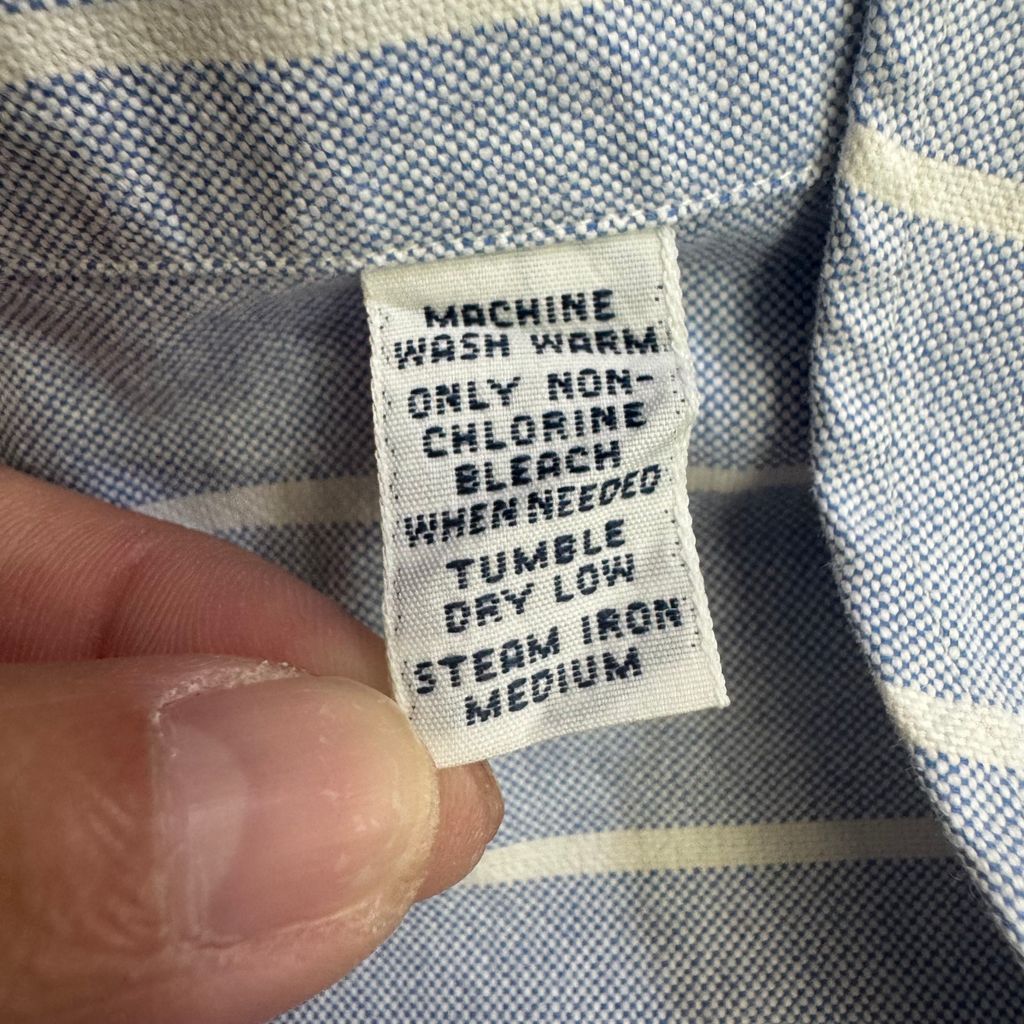 MACHINE
WASH WARM
ONLY NON-
CHLORINE
BLEACH
WHEN NEEDED
TUMBLE
DRY LOW
STEAM IRON
MEDIUM